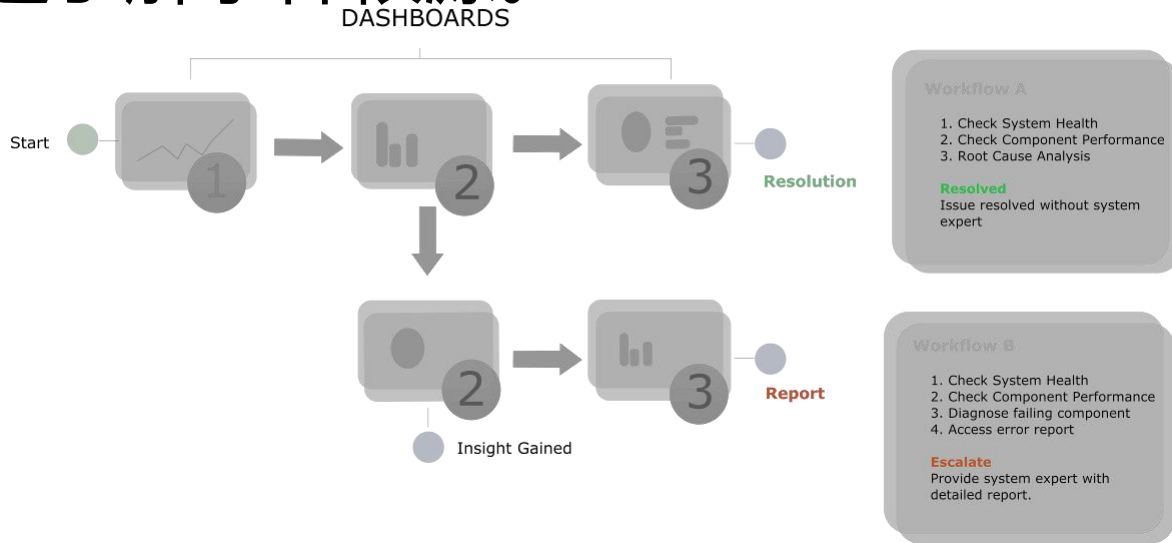 DASHBOARDS
Start
1
2
3
Resolution
2
3
Report
Insight Gained
Workflow A
1. Check System Health
2. Check Component Performance
3. Root Cause Analysis
Resolved
Issue resolved without system
expert
Workflow B
1. Check System Health
2. Check Component Performance
3. Diagnose failing component
4. Access error report
Escalate
Provide system expert with
detailed report.